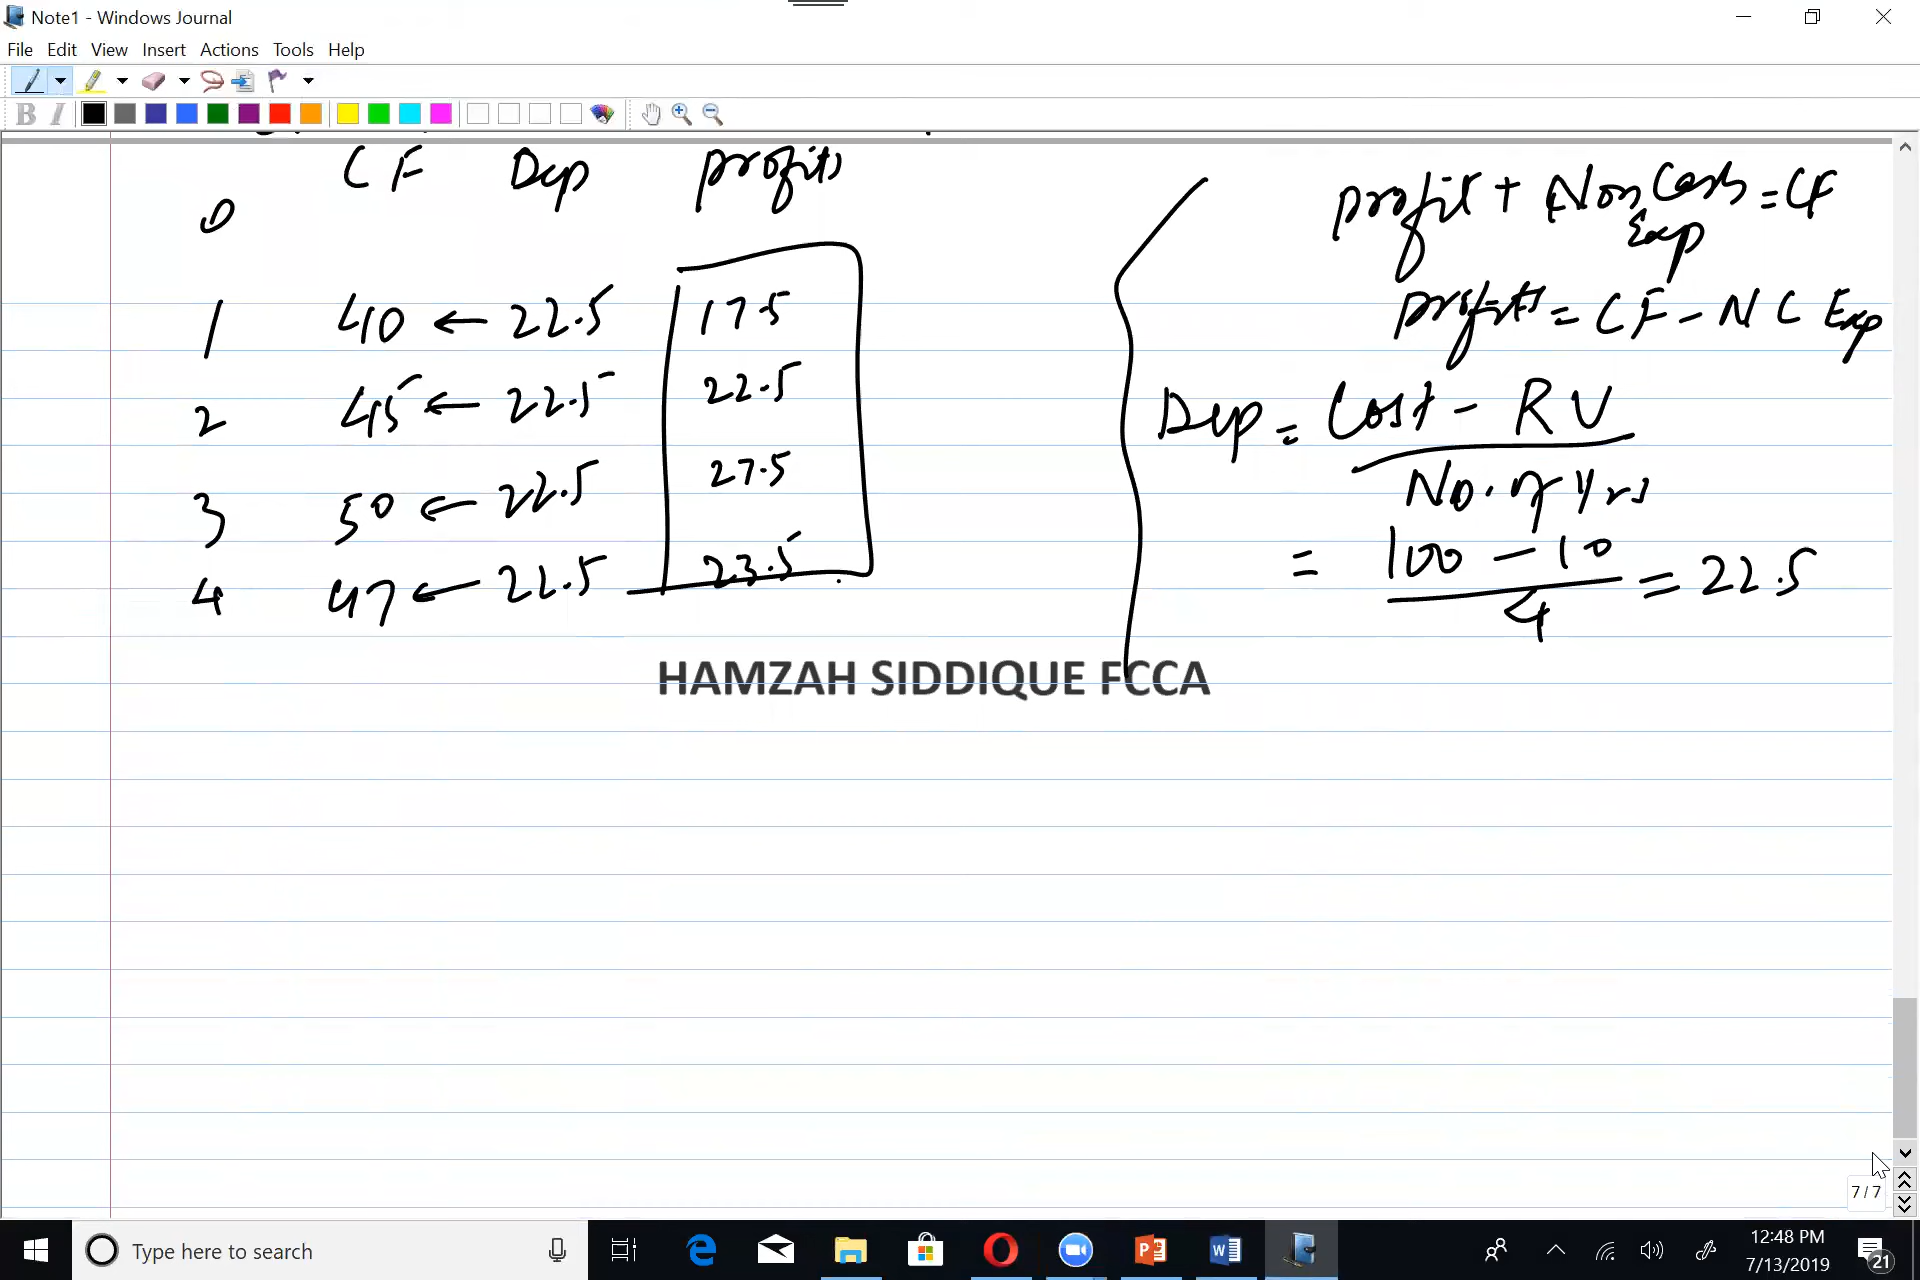 Note1 - Windows Journal
File Edit View Insert Actions Tools Help
B I
CF Dep profits
0
1 40 ← 22.5 17.5
2 45 ← 22.5 22.5
3 50 ← 22.5 27.5
4 47 ← 22.5 23.5
profit + Non Cash = CF
Exp
profits = CF - NC Exp
Dep = Cost - RV
No. of Yrs
= 100 - 10 = 22.5
4
HAMZAH SIDDIQUE FCCA
7 / 7
Type here to search
12:48 PM
7/13/2019
21